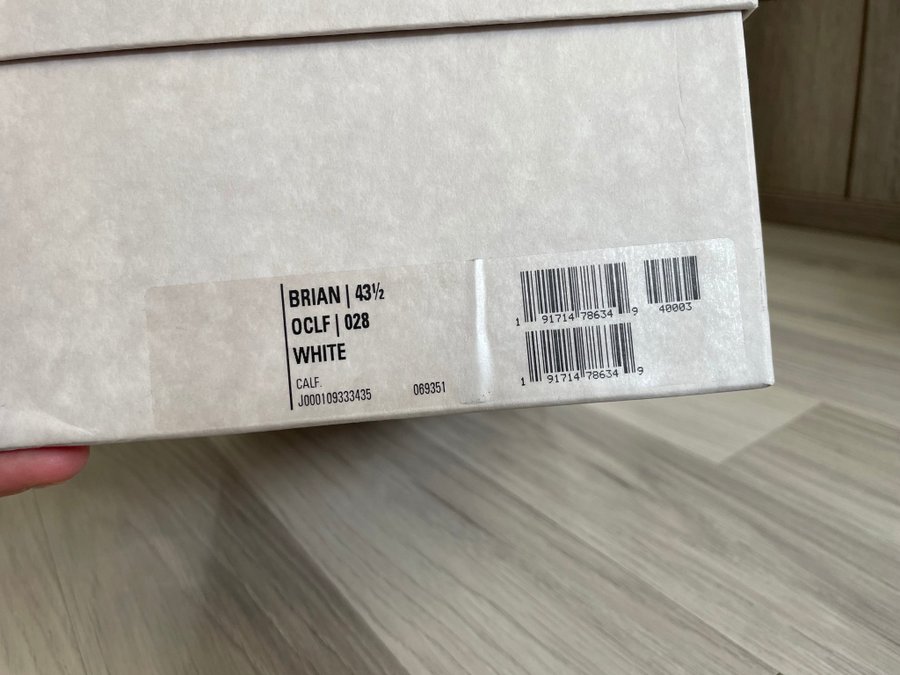 BRIAN | 43½
OCLF | 028
WHITE
CALF.
J000109333435 069351
1 91714 78634 9
40003
1 91714 78634 9